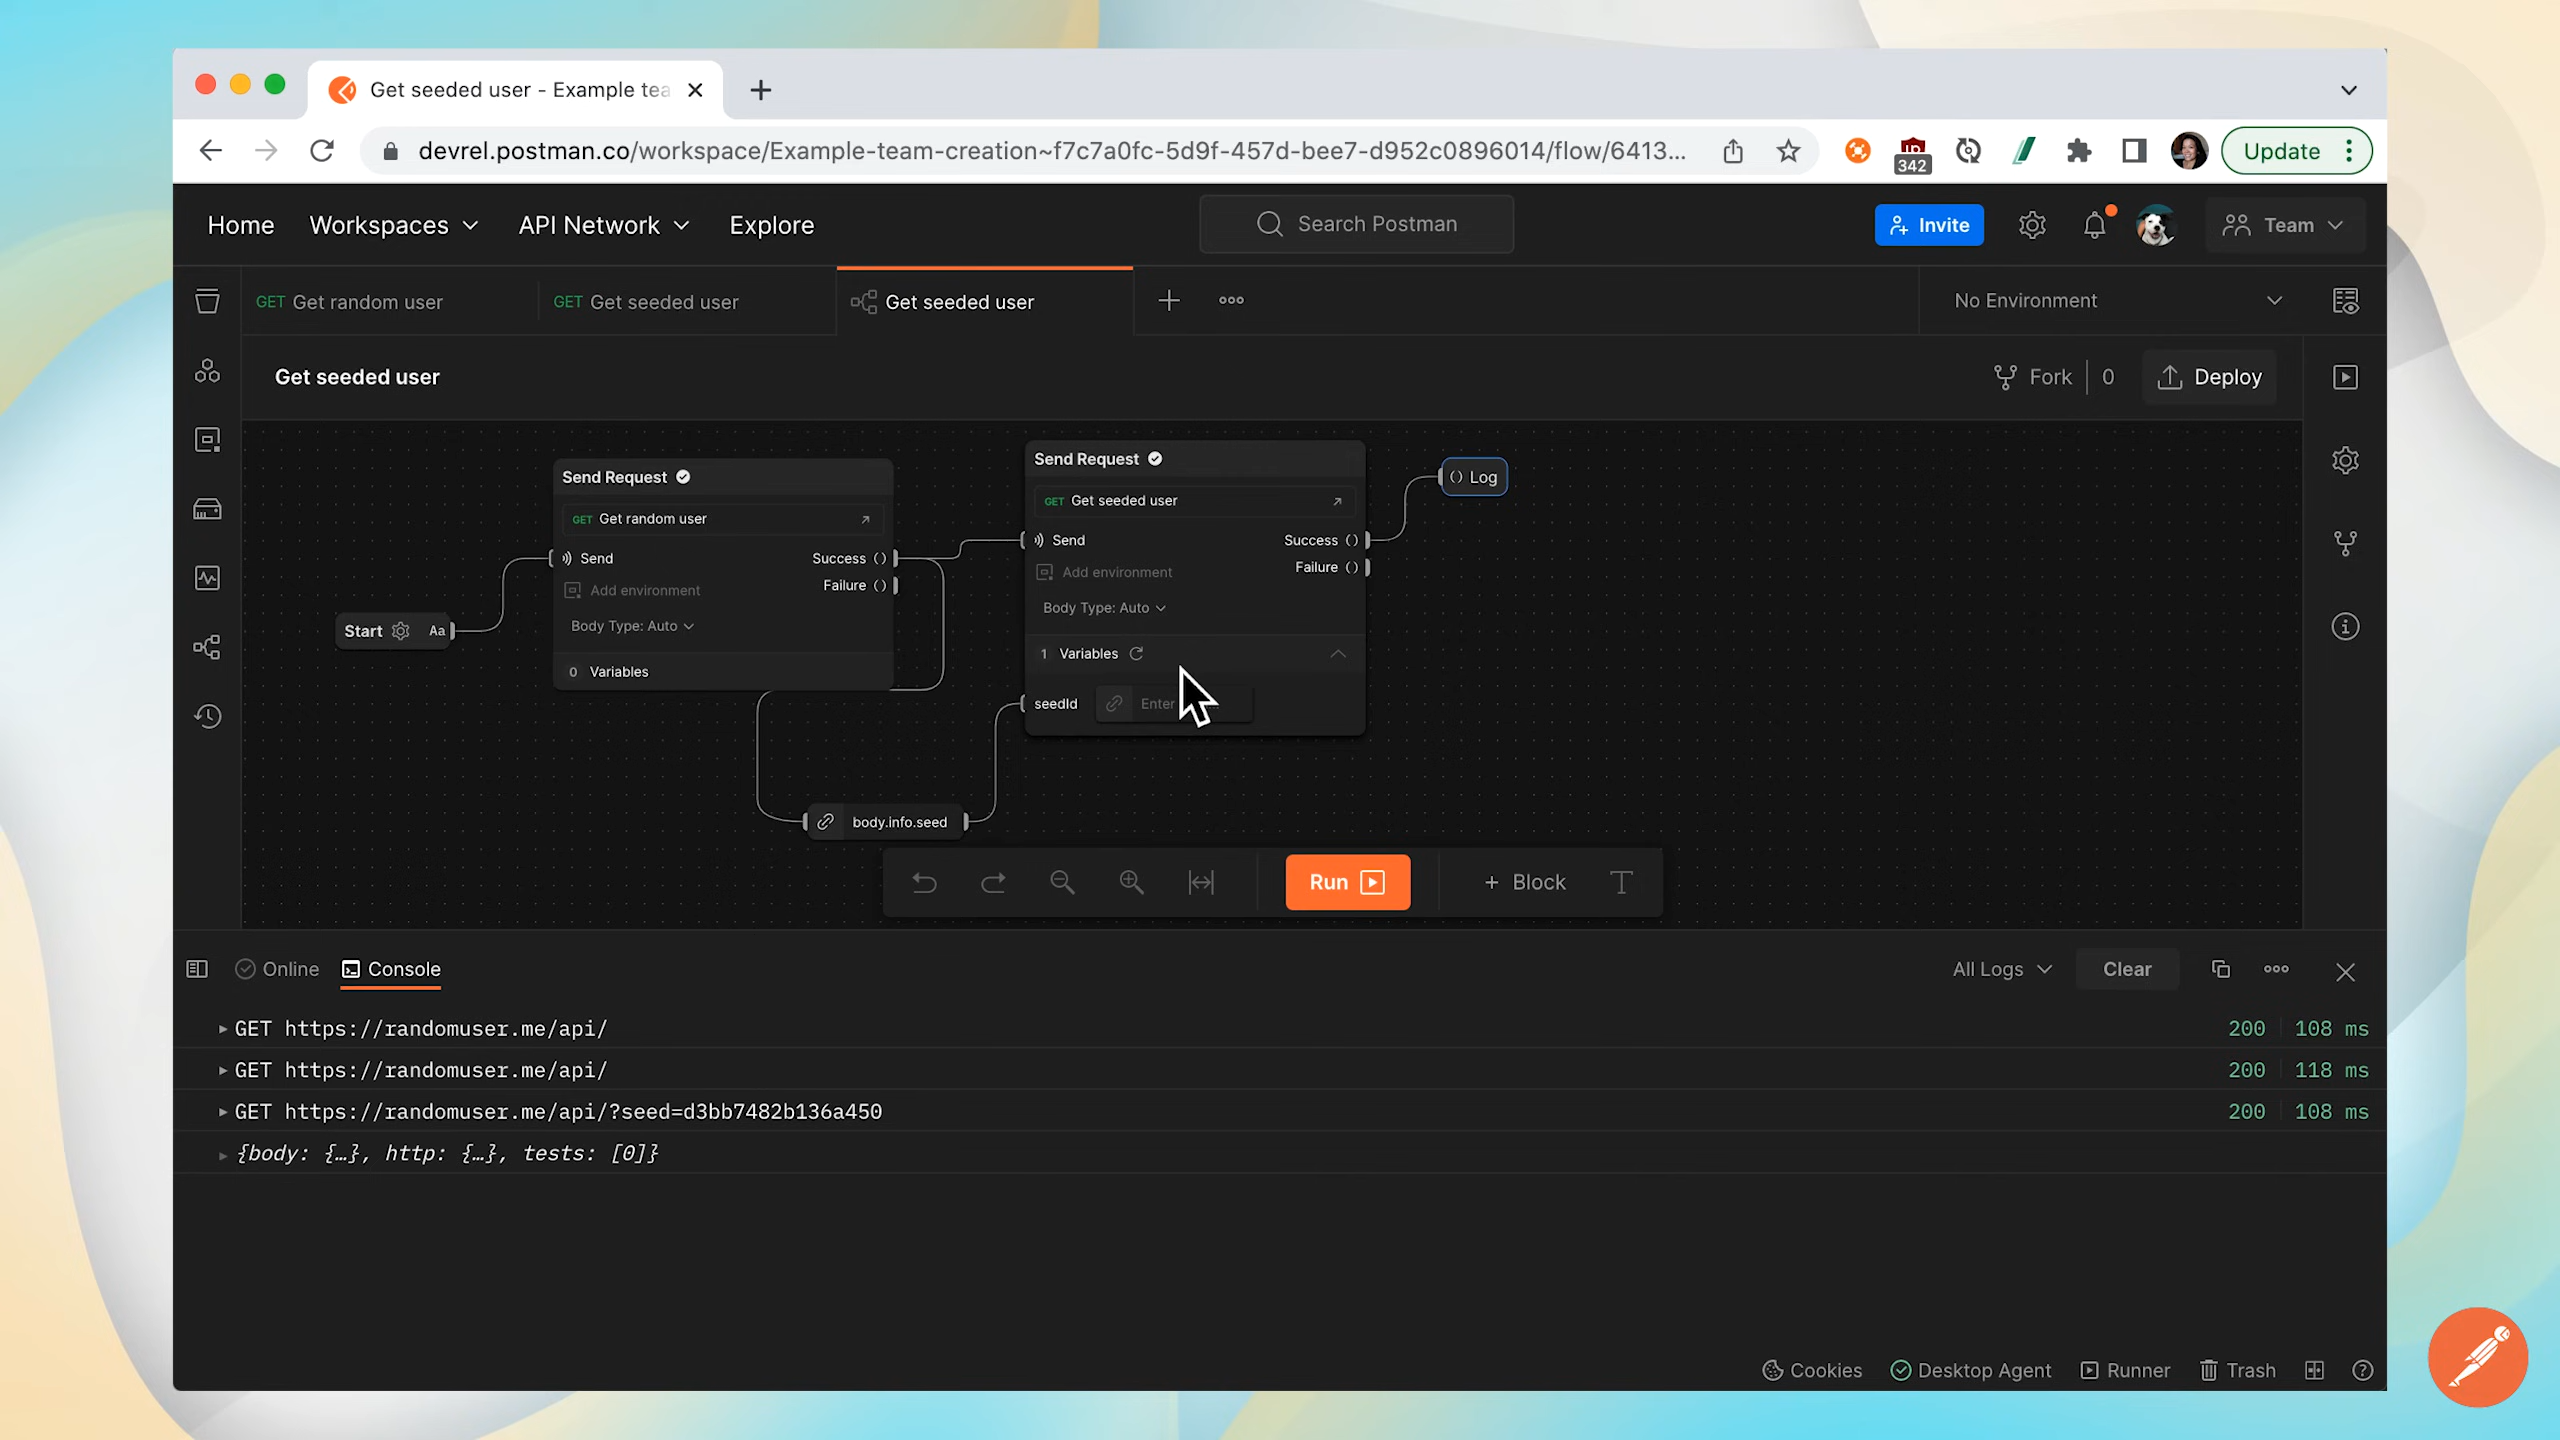 Get seeded user - Example tea
devrel.postman.co/workspace/Example-team-creation~f7c7a0fc-5d9f-457d-bee7-d952c0896014/flow/6413...
342
Update
Home
Workspaces
API Network
Explore
Search Postman
Invite
Team
GET Get random user
GET Get seeded user
Get seeded user
No Environment
Get seeded user
Fork
0
Deploy
Start
Aa
Send Request
GET Get random user
Send
Success ()
Add environment
Failure ()
Body Type: Auto
0 Variables
Send Request
GET Get seeded user
Send
Success ()
Add environment
Failure ()
Body Type: Auto
1 Variables
seedId
Enter
() Log
body.info.seed
Run
+ Block
T
Online
Console
All Logs
Clear
GET https://randomuser.me/api/
200
108 ms
GET https://randomuser.me/api/
200
118 ms
GET https://randomuser.me/api/?seed=d3bb7482b136a450
200
108 ms
{body: {…}, http: {…}, tests: [0]}
Cookies
Desktop Agent
Runner
Trash